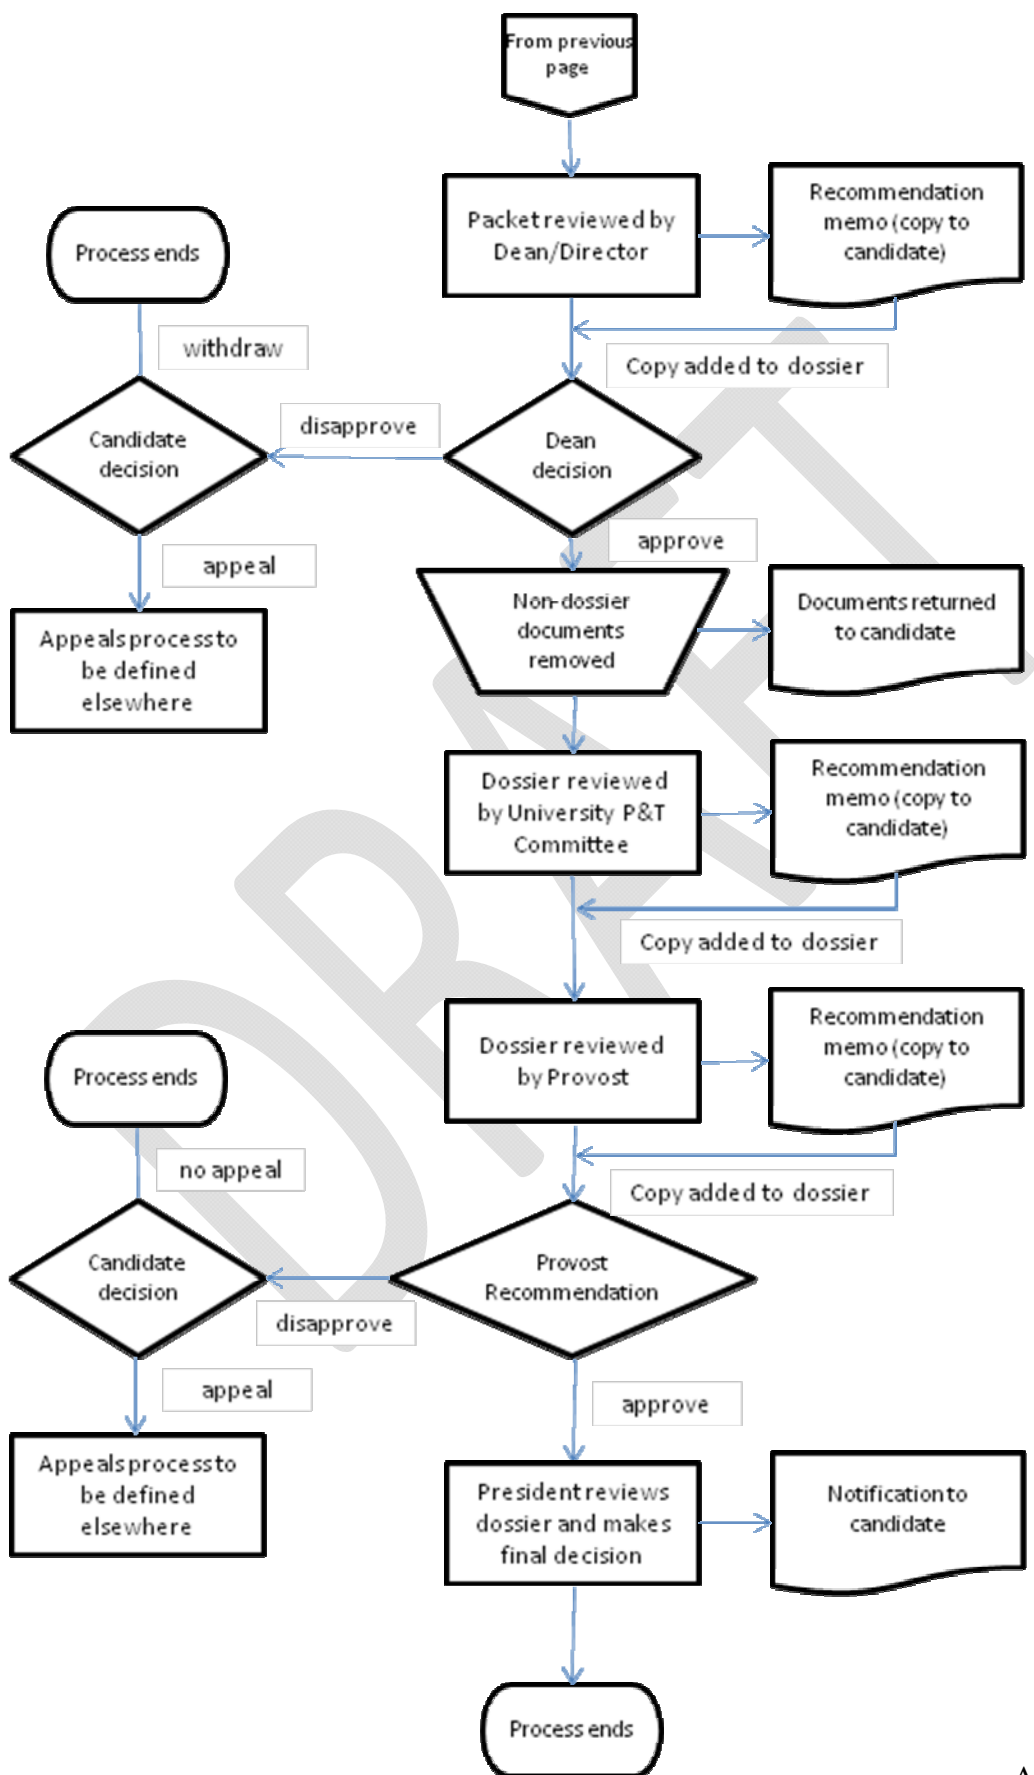 From previous
page
Packet reviewed by
Dean/Director
Recommendation
memo (copy to
candidate)
Process ends
withdraw
Copy added to dossier
Candidate
decision
disapprove
Dean
decision
appeal
approve
Appeals process to
be defined
elsewhere
Non-dossier
documents
removed
Documents returned
to candidate
Dossier reviewed
by University P&T
Committee
Recommendation
memo (copy to
candidate)
Copy added to dossier
Dossier reviewed
by Provost
Recommendation
memo (copy to
candidate)
Process ends
no appeal
Copy added to dossier
Candidate
decision
disapprove
Provost
Recommendation
appeal
approve
Appeals process to
be defined
elsewhere
President reviews
dossier and makes
final decision
Notification to
candidate
Process ends
DRAFT